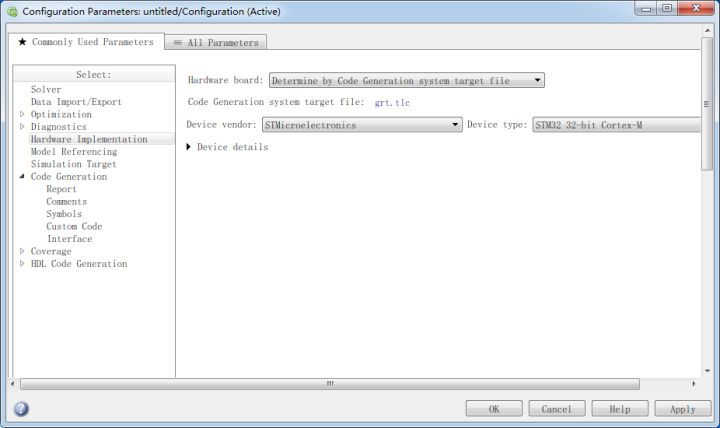 Configuration Parameters: untitled/Configuration (Active)
★ Commonly Used Parameters
≡ All Parameters
Select:
Solver
Data Import/Export
Optimization
Diagnostics
Hardware Implementation
Model Referencing
Simulation Target
Code Generation
Report
Comments
Symbols
Custom Code
Interface
Coverage
HDL Code Generation
Hardware board: Determine by Code Generation system target file
Code Generation system target file: grt.tlc
Device vendor: STMicroelectronics Device type: STM32 32-bit Cortex-M
Device details
OK Cancel Help Apply